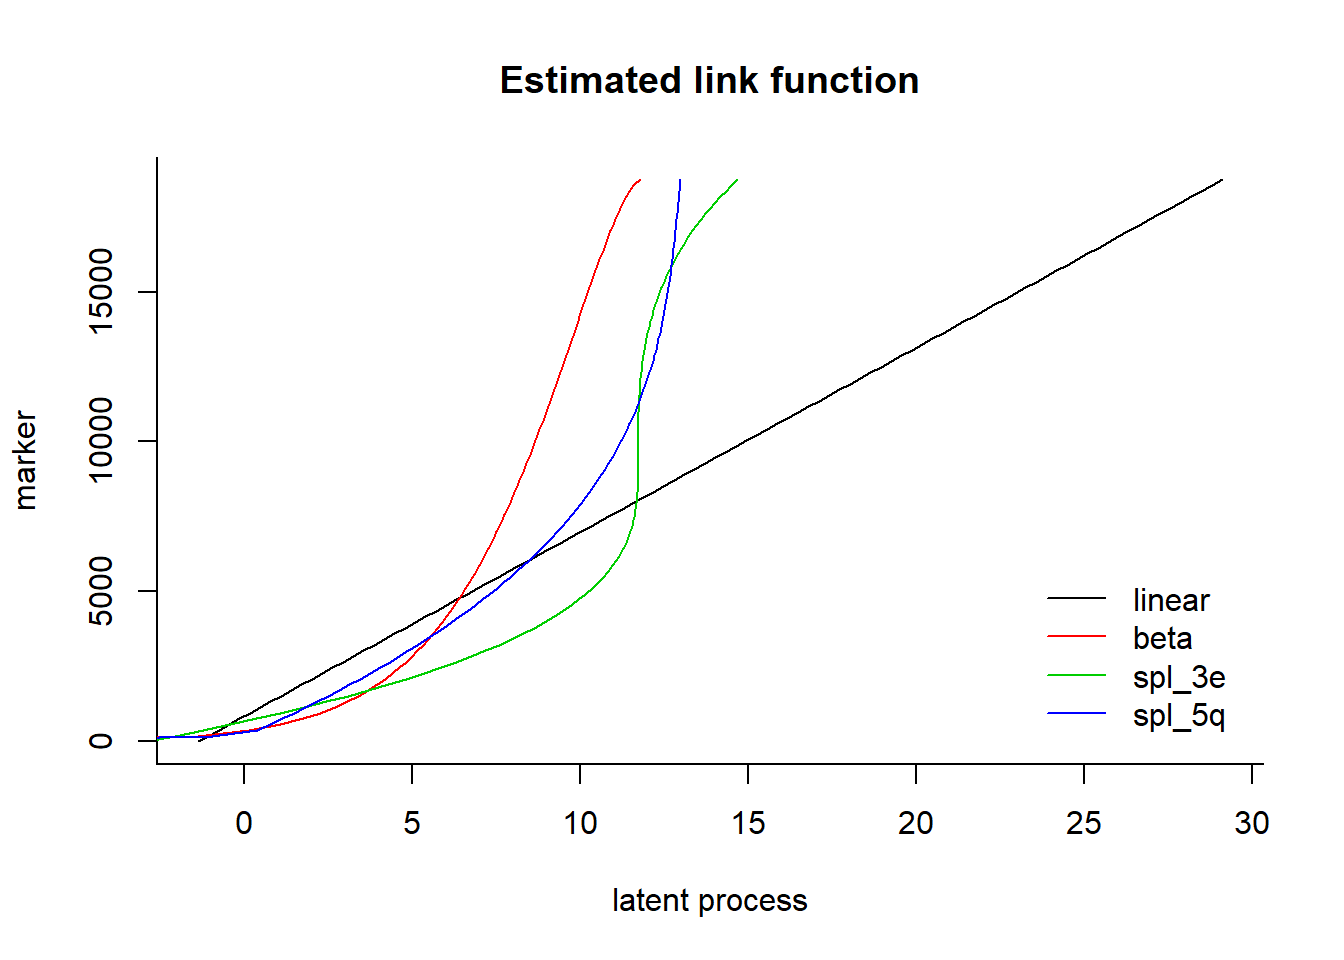 Estimated link function
marker
15000
10000
5000
0
0 5 10 15 20 25 30
latent process
linear
beta
spl_3e
spl_5q